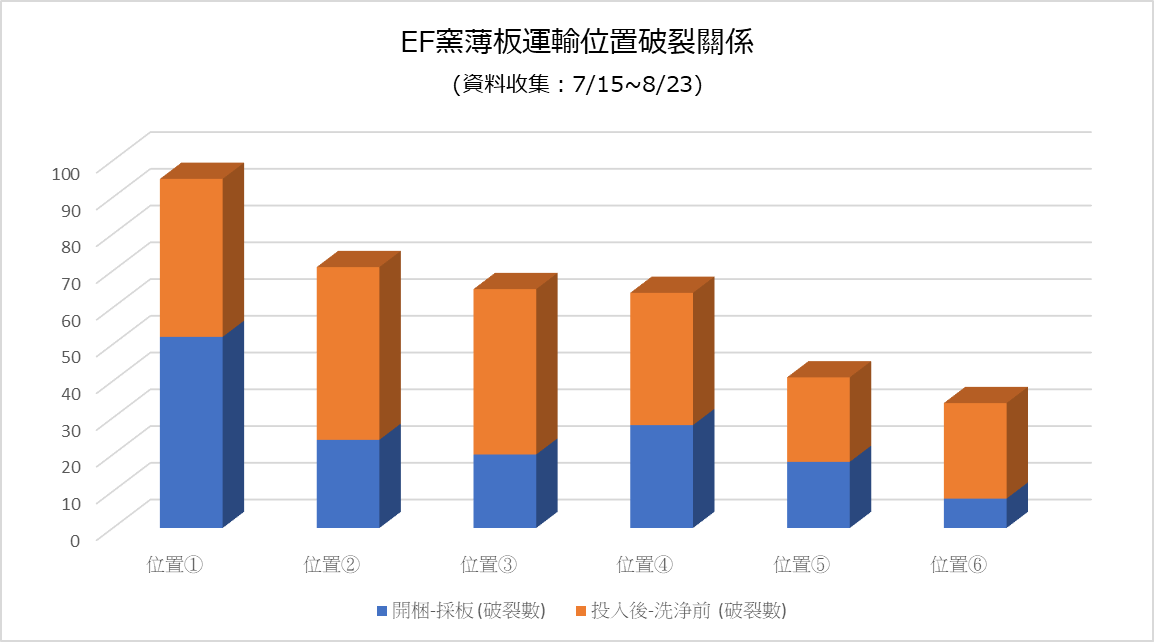 EF窯薄板運輸位置破裂關係
(資料收集：7/15~8/23)
100
90
80
70
60
50
40
30
20
10
0
位置①
位置②
位置③
位置④
位置⑤
位置⑥
開梱-採板 (破裂數)
投入後-洗浄前 (破裂數)